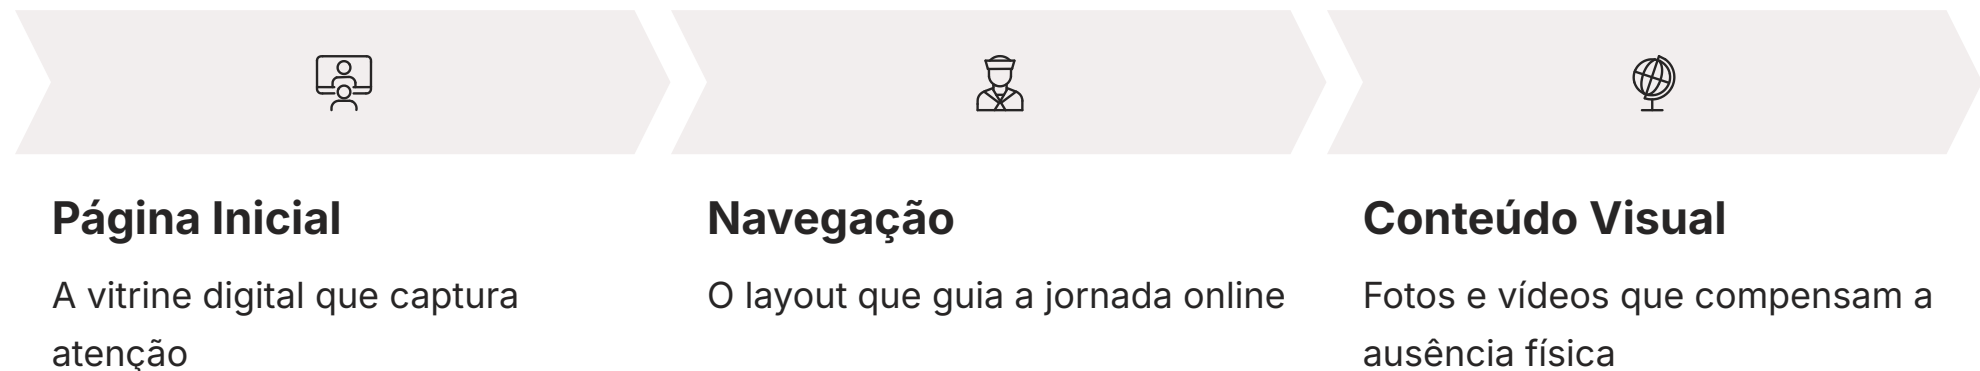 Página Inicial
A vitrine digital que captura
atenção
Navegação
O layout que guia a jornada online
Conteúdo Visual
Fotos e vídeos que compensam a
ausência física